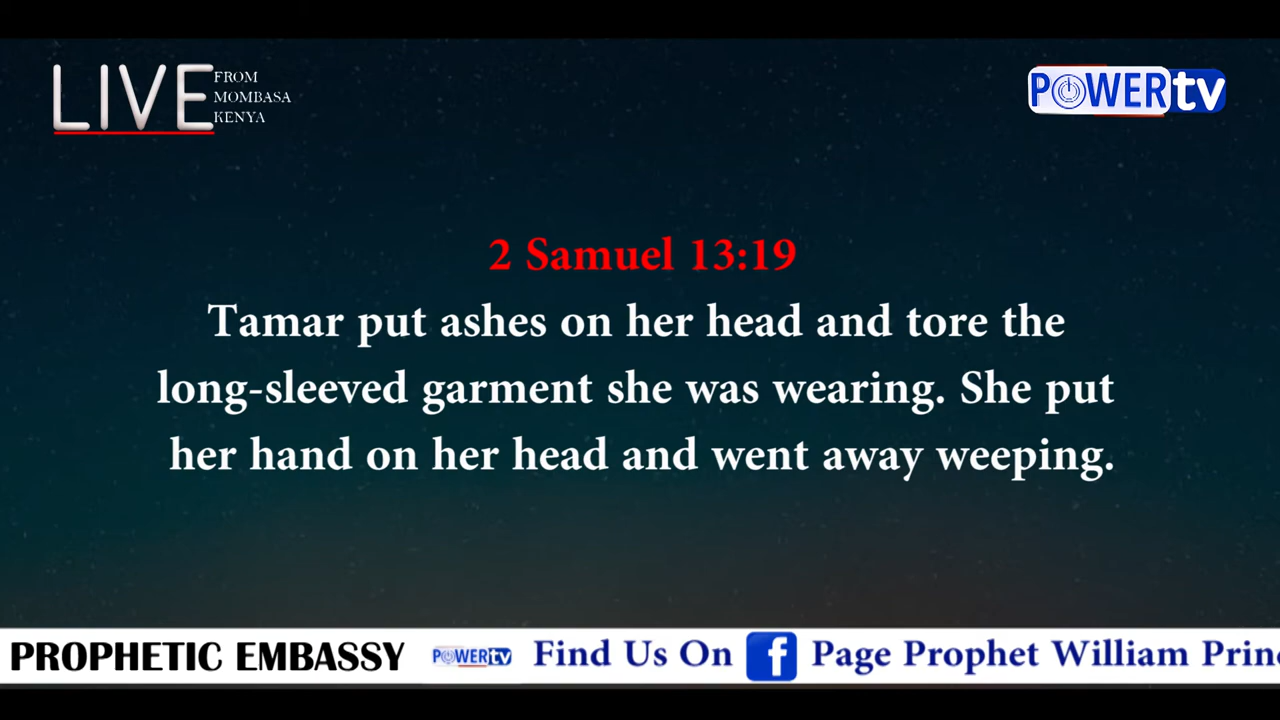 LIVE
FROM
MOMBASA
KENYA
POWERtv
2 Samuel 13:19
Tamar put ashes on her head and tore the
long-sleeved garment she was wearing. She put
her hand on her head and went away weeping.
PROPHETIC EMBASSY POWERtv Find Us On f Page Prophet William Prin